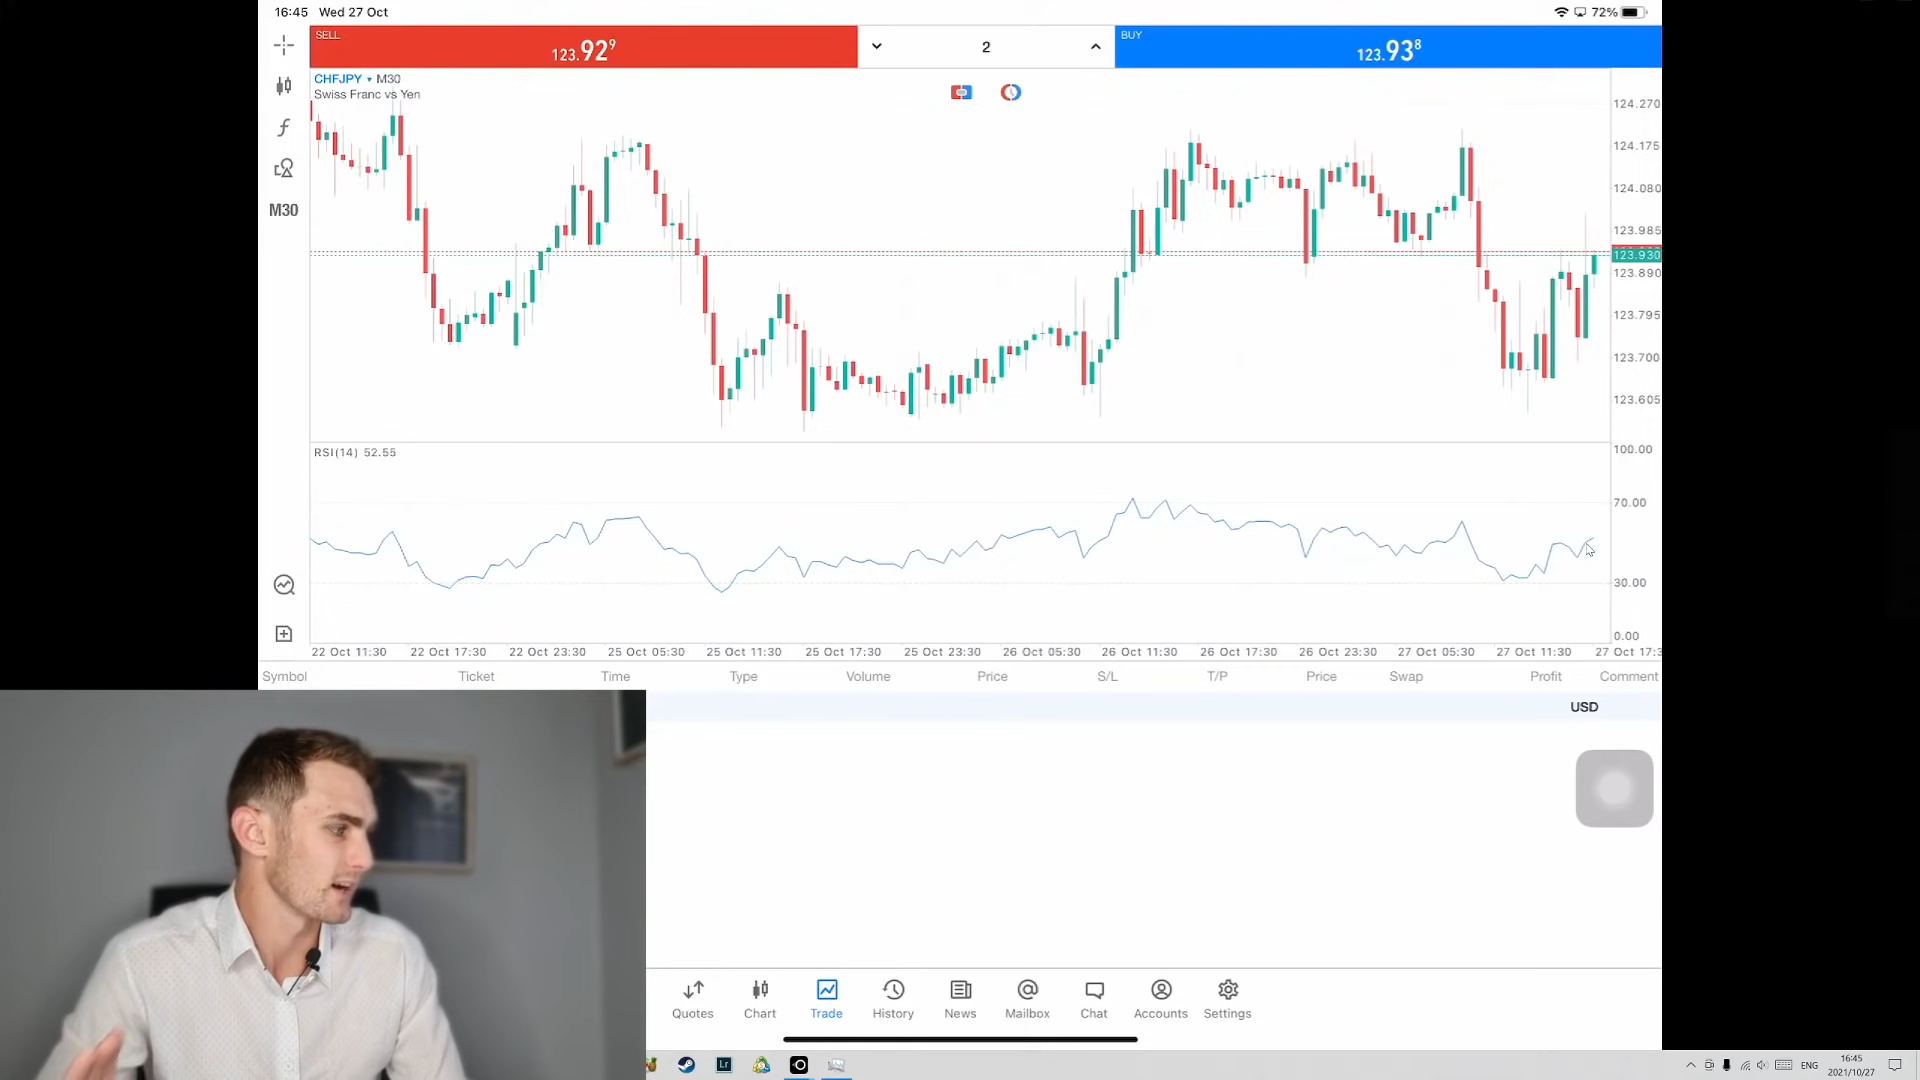 16:45 Wed 27 Oct
72%
SELL
123.92⁹
2
BUY
123.93⁸
CHFJPY ▾ M30
Swiss Franc vs Yen
M30
124.270
124.175
124.080
123.985
123.930
123.890
123.795
123.700
123.605
RSI(14) 52.55
100.00
70.00
30.00
0.00
22 Oct 11:30 22 Oct 17:30 22 Oct 23:30 25 Oct 05:30 25 Oct 11:30 25 Oct 17:30 25 Oct 23:30 26 Oct 05:30 26 Oct 11:30 26 Oct 17:30 26 Oct 23:30 27 Oct 05:30 27 Oct 11:30 27 Oct 17:3
Symbol Ticket Time Type Volume Price S/L T/P Price Swap Profit Comment
USD
Quotes Chart Trade History News Mailbox Chat Accounts Settings
Lr
ENG
16:45
2021/10/27